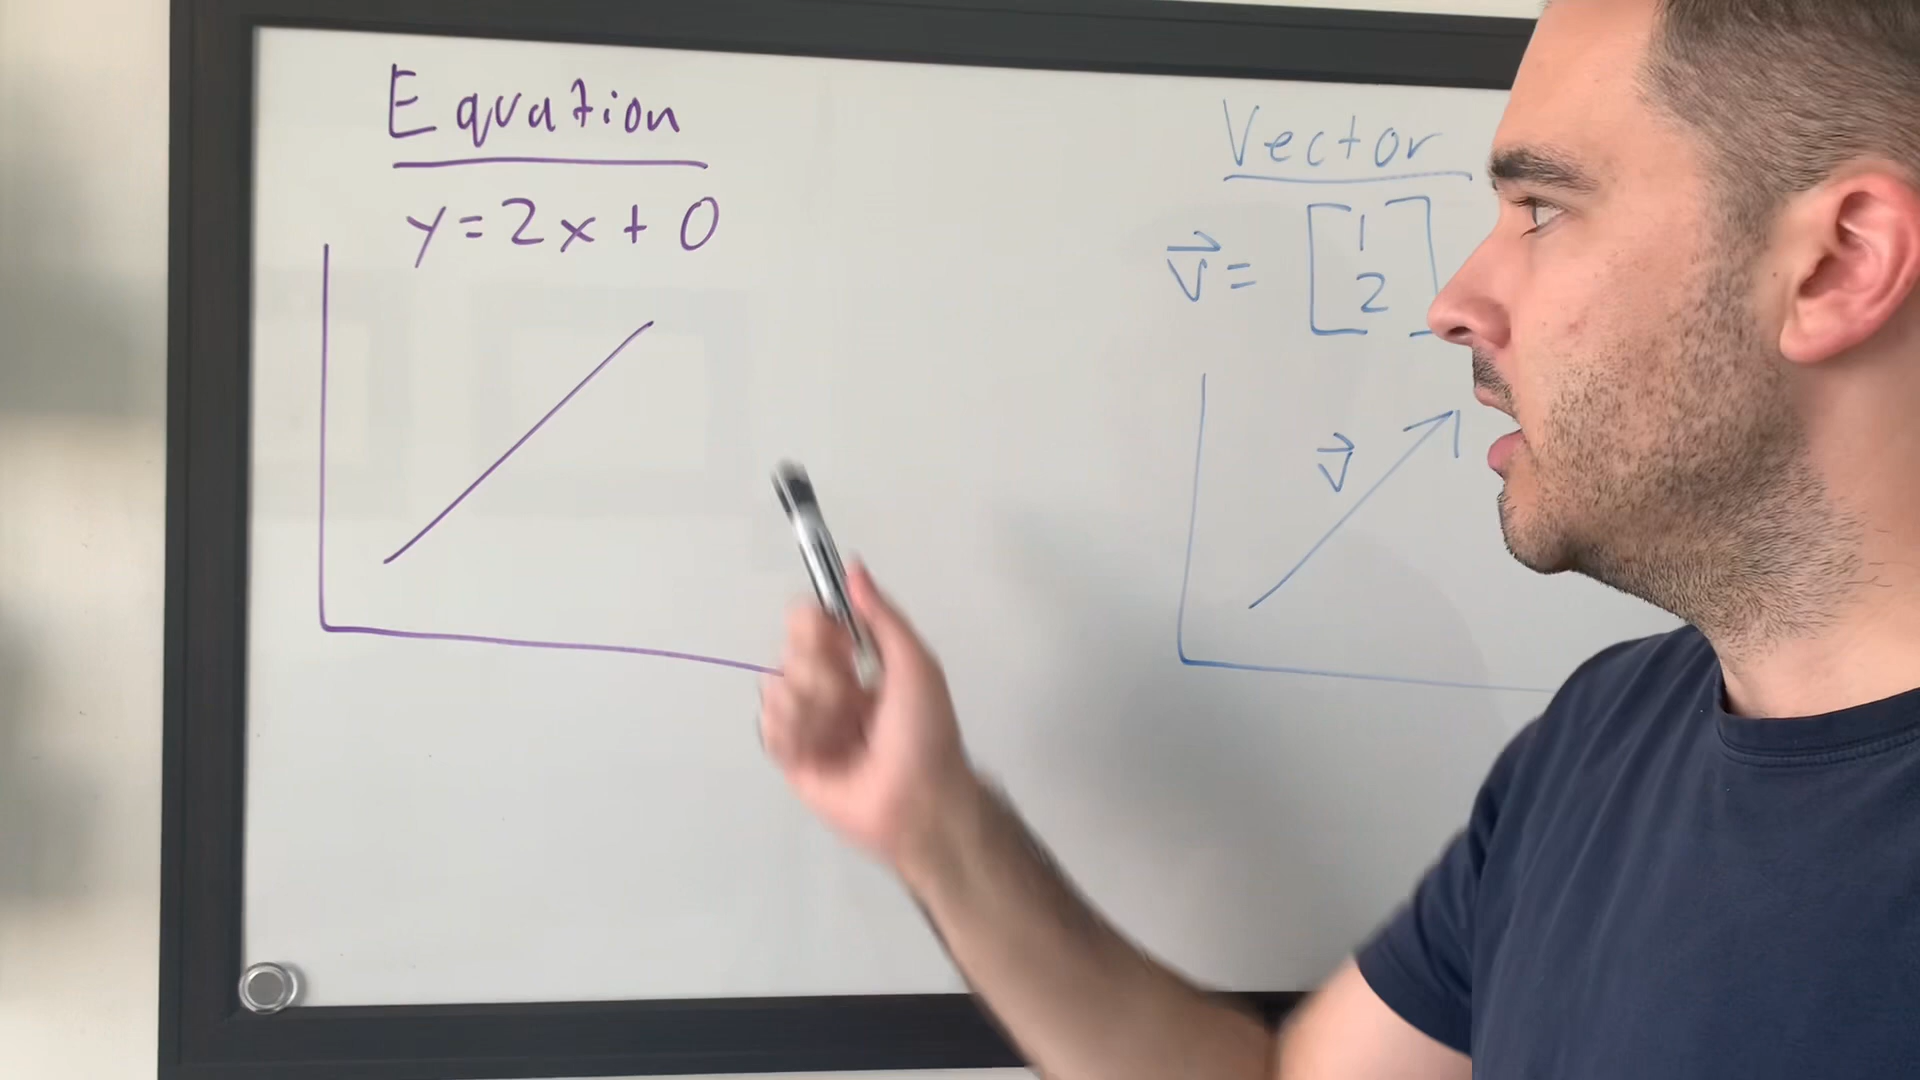 Equation
y = 2x + 0
Vector
v⃗ = [1
2]
v⃗